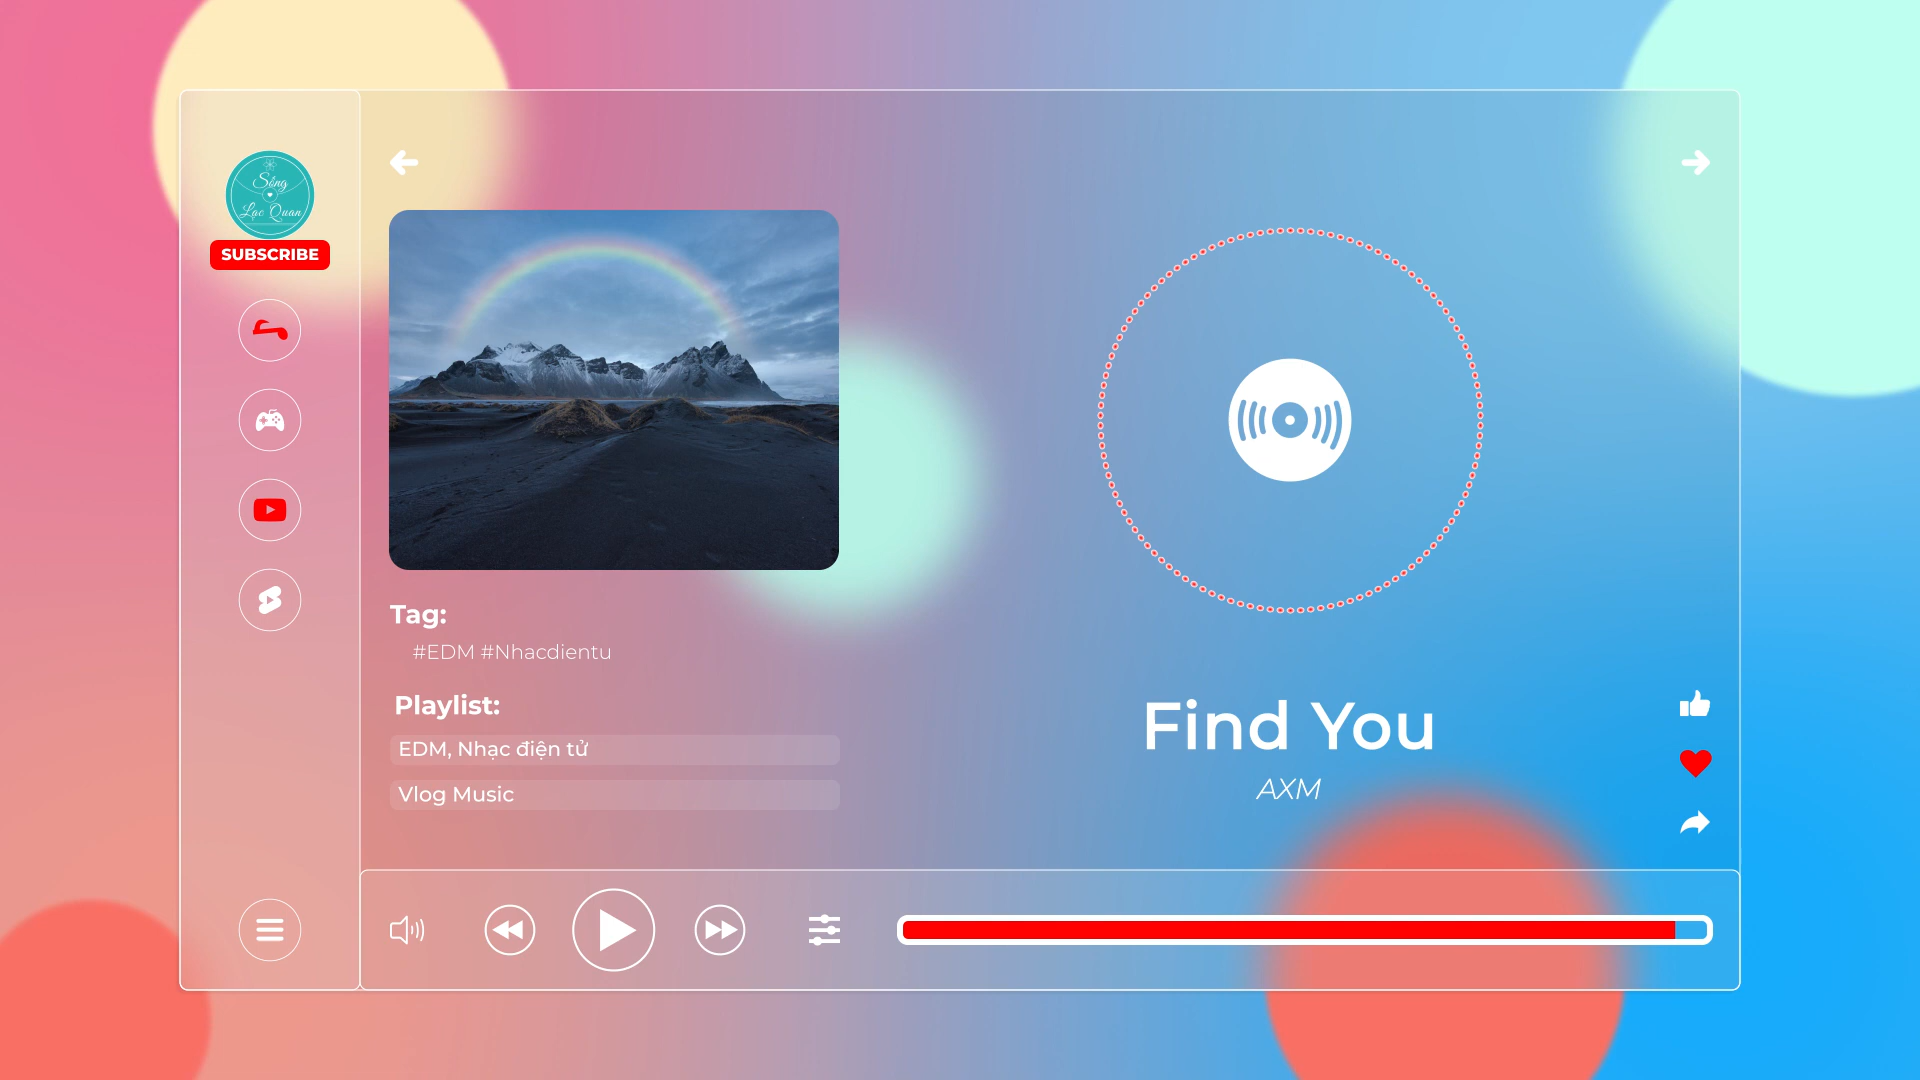 Sống
Lạc Quan
SUBSCRIBE
Tag:
#EDM #Nhacdientu
Playlist:
EDM, Nhạc điện tử
Vlog Music
Find You
AXM